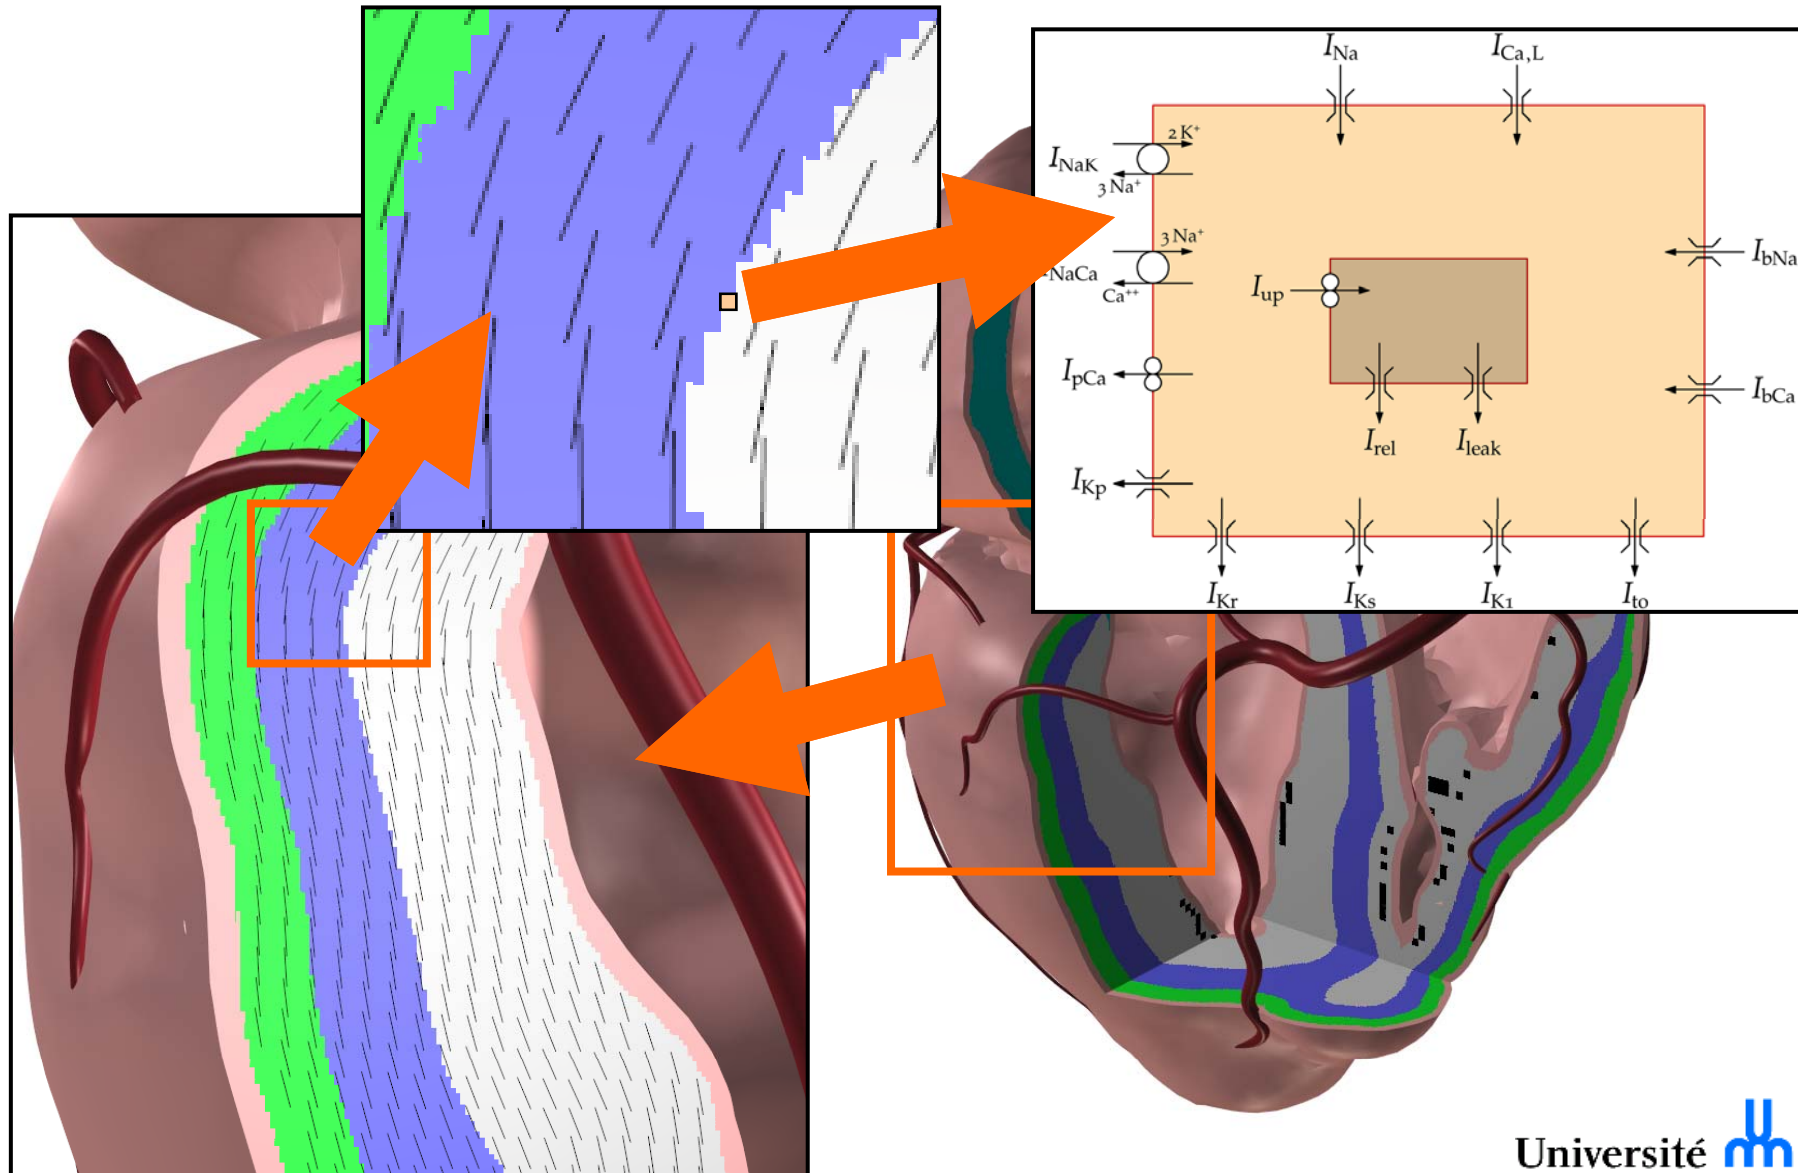 I_Na
I_Ca,L
2 K⁺
I_NaK
3 Na⁺
3 Na⁺
I_bNa
NaCa
Ca⁺⁺
I_up
I_pCa
I_bCa
I_rel
I_leak
I_Kp
I_Kr
I_Ks
I_K1
I_to
Université